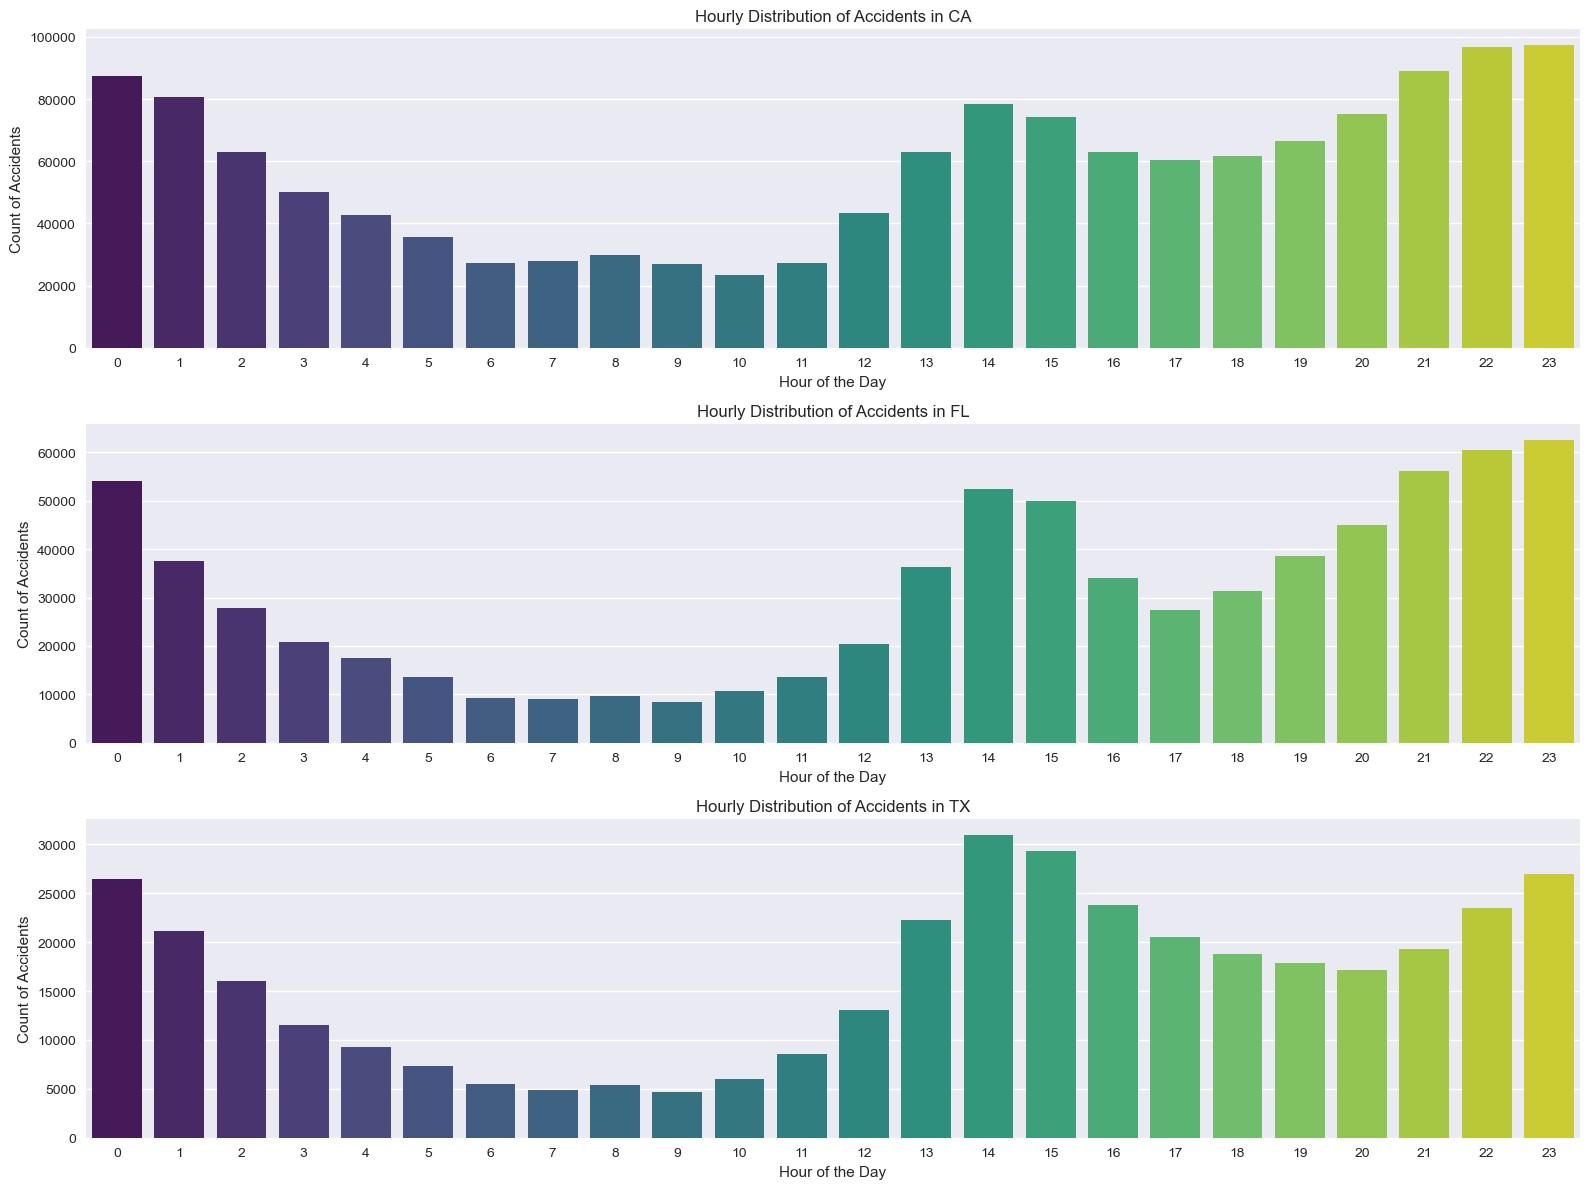 Hourly Distribution of Accidents in CA
100000
80000
60000
40000
20000
0
Count of Accidents
0 1 2 3 4 5 6 7 8 9 10 11 12 13 14 15 16 17 18 19 20 21 22 23
Hour of the Day
Hourly Distribution of Accidents in FL
60000
50000
40000
30000
20000
10000
0
Count of Accidents
0 1 2 3 4 5 6 7 8 9 10 11 12 13 14 15 16 17 18 19 20 21 22 23
Hour of the Day
Hourly Distribution of Accidents in TX
30000
25000
20000
15000
10000
5000
0
Count of Accidents
0 1 2 3 4 5 6 7 8 9 10 11 12 13 14 15 16 17 18 19 20 21 22 23
Hour of the Day